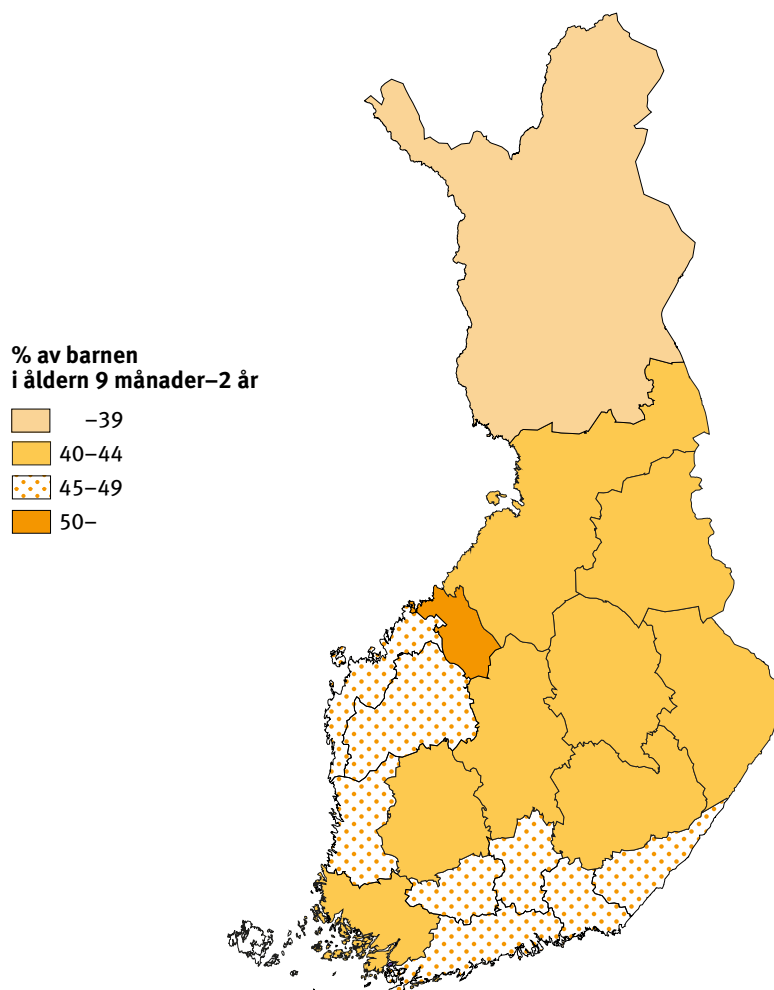 % av barnen
i åldern 9 månader–2 år
–39
40–44
45–49
50–